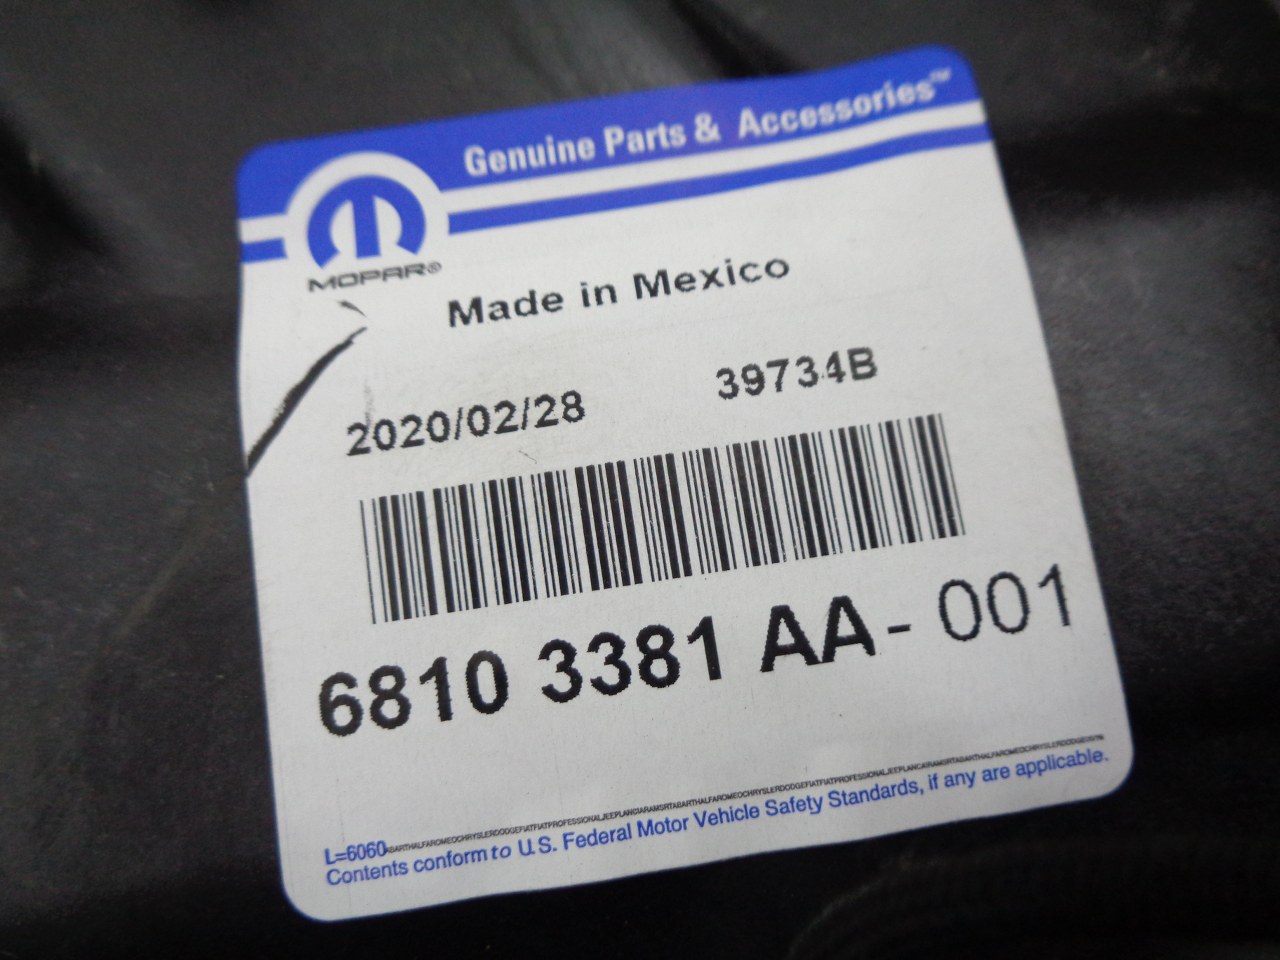 Genuine Parts & Accessories™
MOPAR®
Made in Mexico
2020/02/28 39734B
6810 3381 AA - 001
L=6060
Contents conform to U.S. Federal Motor Vehicle Safety Standards, if any are applicable.